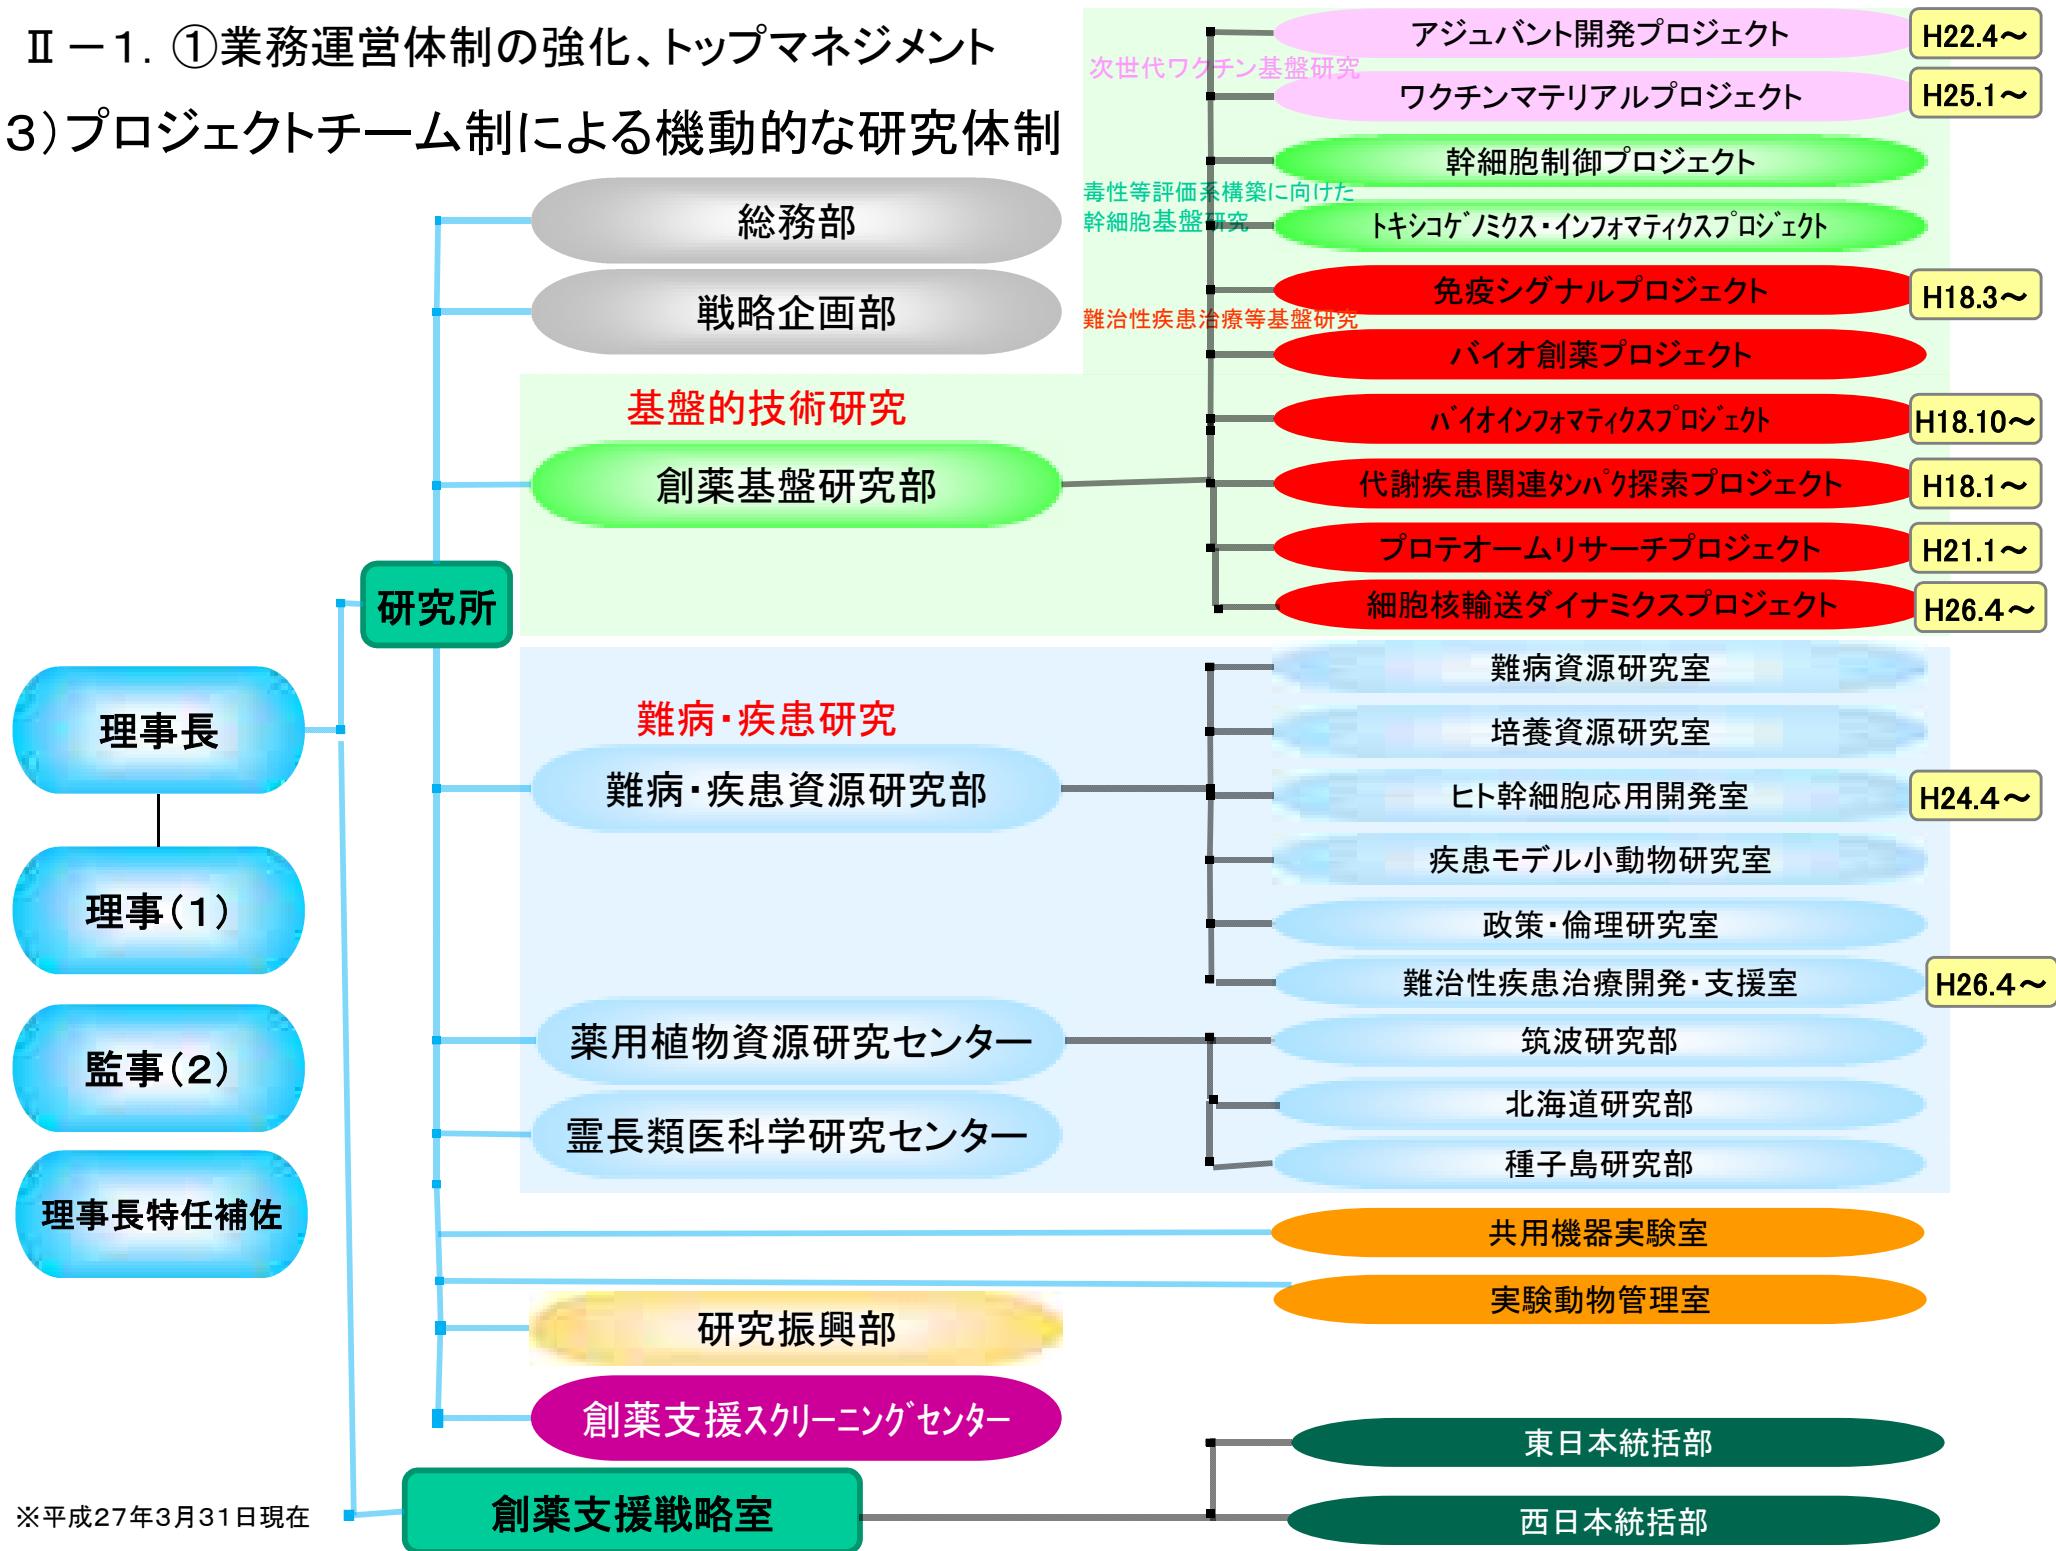 Ⅱ－１．①業務運営体制の強化、トップマネジメント
３）プロジェクトチーム制による機動的な研究体制
次世代ワクチン基盤研究
アジュバント開発プロジェクト
H22.4～
ワクチンマテリアルプロジェクト
H25.1～
毒性等評価系構築に向けた
幹細胞基盤研究
幹細胞制御プロジェクト
トキシコゲノミクス・インフォマティクスプロジェクト
難治性疾患治療等基盤研究
免疫シグナルプロジェクト
H18.3～
バイオ創薬プロジェクト
バイオインフォマティクスプロジェクト
H18.10～
代謝疾患関連タンパク探索プロジェクト
H18.1～
プロテオームリサーチプロジェクト
H21.1～
細胞核輸送ダイナミクスプロジェクト
H26.4～
総務部
戦略企画部
基盤的技術研究
創薬基盤研究部
研究所
理事長
理事（１）
監事（２）
理事長特任補佐
難病・疾患研究
難病・疾患資源研究部
難病資源研究室
培養資源研究室
ヒト幹細胞応用開発室
H24.4～
疾患モデル小動物研究室
政策・倫理研究室
難治性疾患治療開発・支援室
H26.4～
薬用植物資源研究センター
筑波研究部
北海道研究部
種子島研究部
霊長類医科学研究センター
共用機器実験室
実験動物管理室
研究振興部
創薬支援スクリーニングセンター
創薬支援戦略室
東日本統括部
西日本統括部
※平成27年3月31日現在